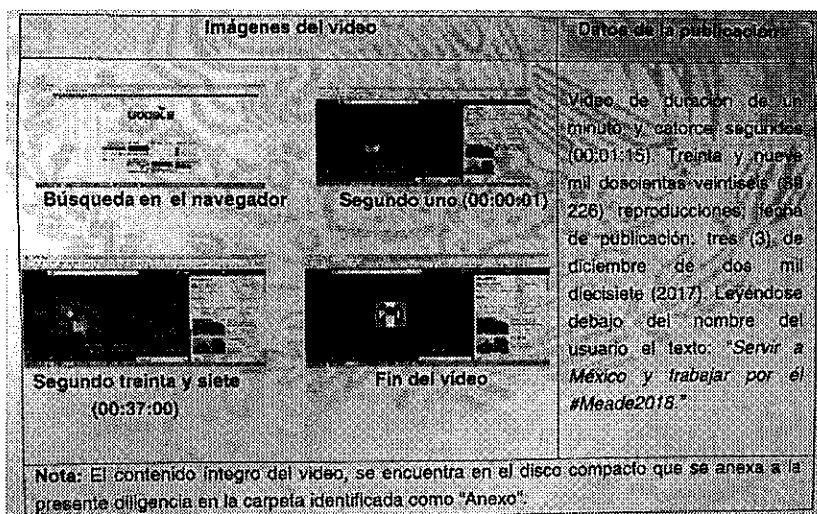 Imágenes del video
Datos de la publicación
GOOGLE
Búsqueda en el navegador
Segundo uno (00:00:01)
Segundo treinta y siete
(00:37:00)
Fin del video
Video de duración de un
minuto y catorce segundos
(00:01:15). Treinta y nueve
mil doscientas veintiséis (39
226) reproducciones, fecha
de publicación: tres (3) de
diciembre de dos mil
diecisiete (2017). Leyéndose
debajo del nombre del
usuario el texto: "Servir a
México y trabajar por él
#Meade2018."
Nota: El contenido íntegro del video, se encuentra en el disco compacto que se anexa a la
presente diligencia en la carpeta identificada como "Anexo".